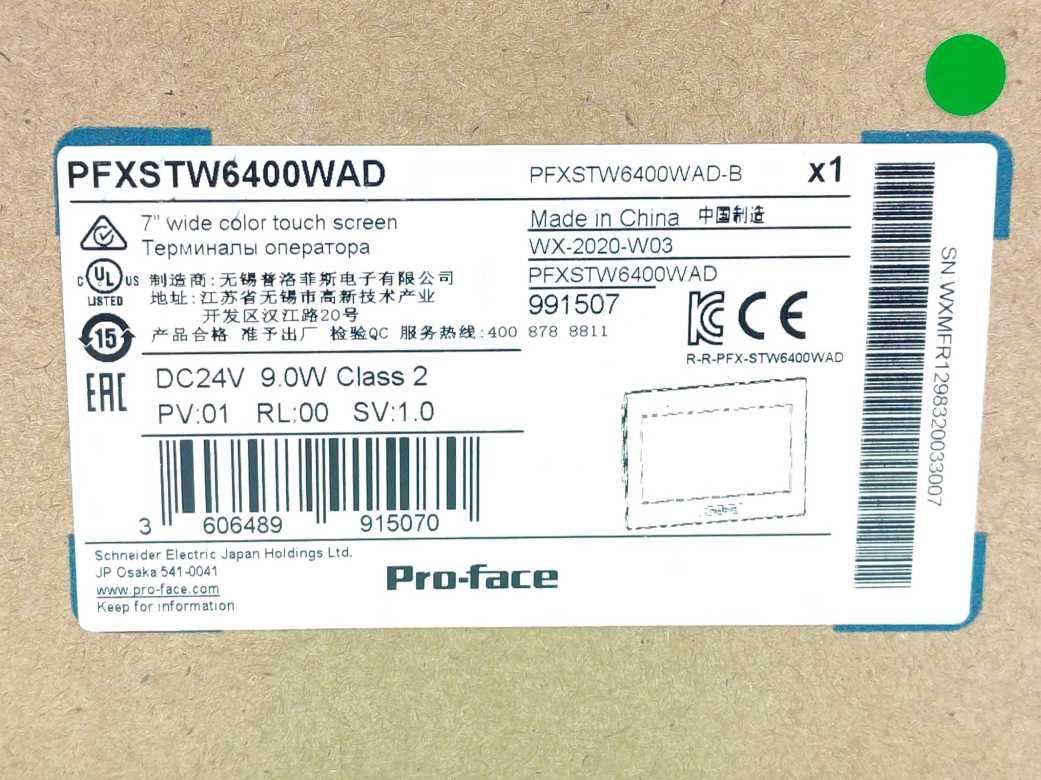 PFXSTW6400WAD
PFXSTW6400WAD-B
x1
7" wide color touch screen
Терминалы оператора
Made in China 中国制造
WX-2020-W03
PFXSTW6400WAD
991507
C UL US
LISTED
制造商:无锡普洛菲斯电子有限公司
地址:江苏省无锡市高新技术产业
开发区汉江路20号
产品合格 准予出厂 检验QC 服务热线:400 878 8811
15
KC CE
R-R-PFX-STW6400WAD
EAC
DC24V 9.0W Class 2
PV:01 RL:00 SV:1.0
3 606489 915070
Schneider Electric Japan Holdings Ltd.
JP Osaka 541-0041
www.pro-face.com
Keep for information
Pro-face
SN:WXMFR1298320033007